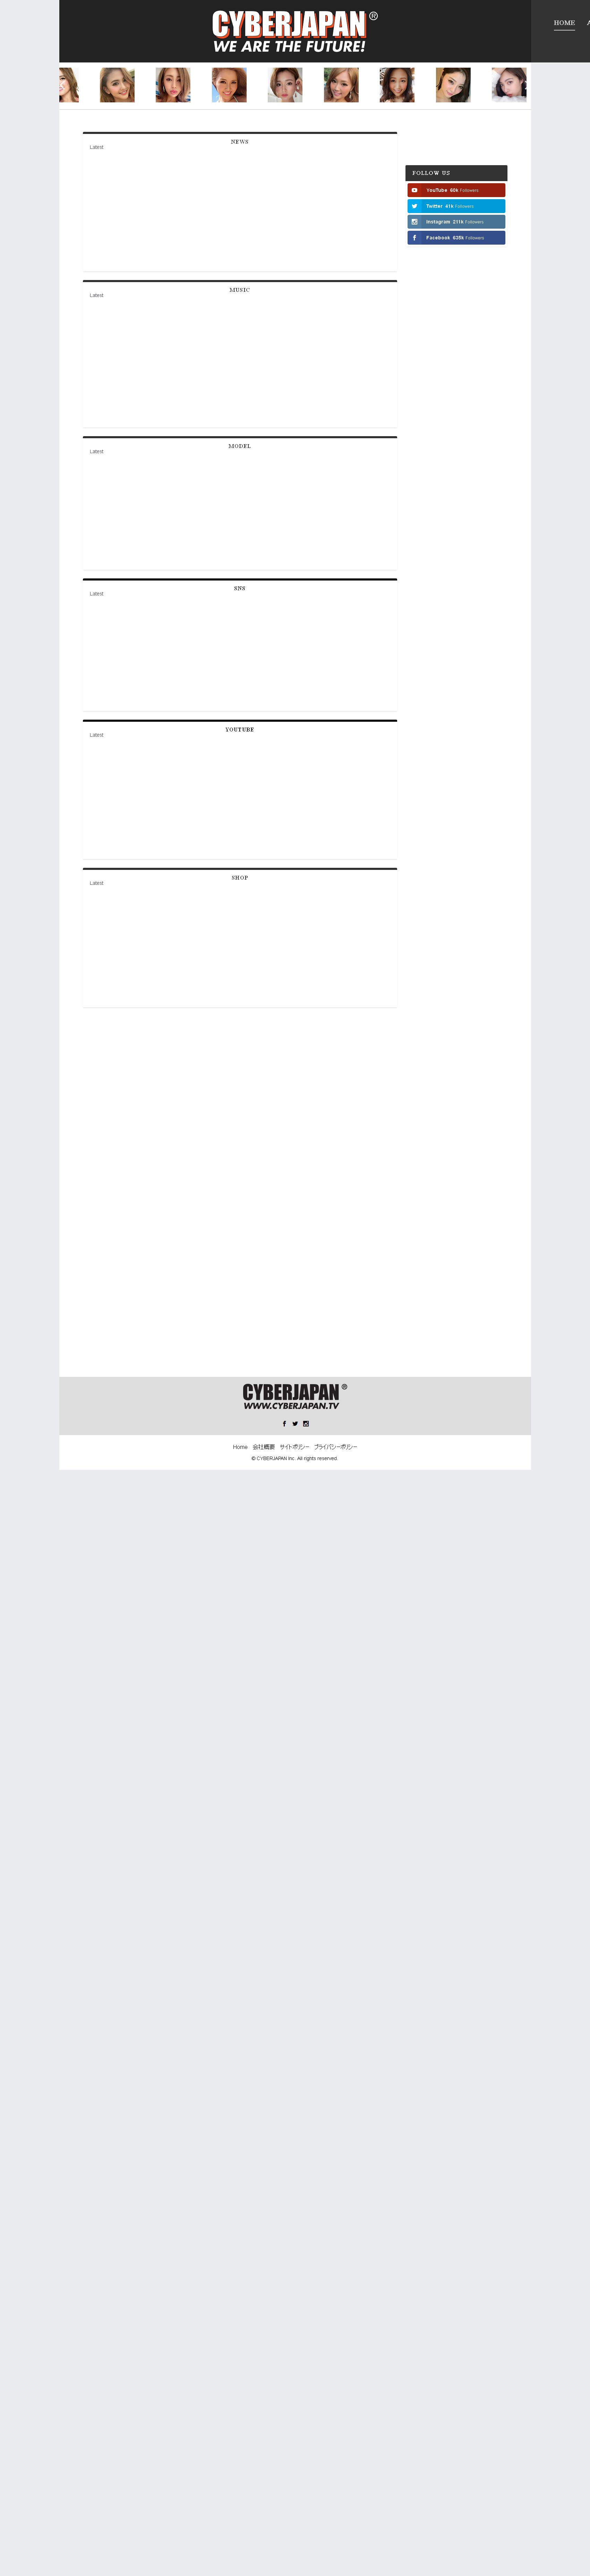 CYBERJAPAN®
WE ARE THE FUTURE!
HOME
NEWS
Latest
FOLLOW US
YouTube 60k Followers
Twitter 41k Followers
Instagram 211k Followers
Facebook 635k Followers
MUSIC
Latest
MODEL
Latest
SNS
Latest
YOUTUBE
Latest
SHOP
Latest
CYBERJAPAN®
WWW.CYBERJAPAN.TV
Home 会社概要 サイトポリシー プライバシーポリシー
© CYBERJAPAN Inc. All rights reserved.